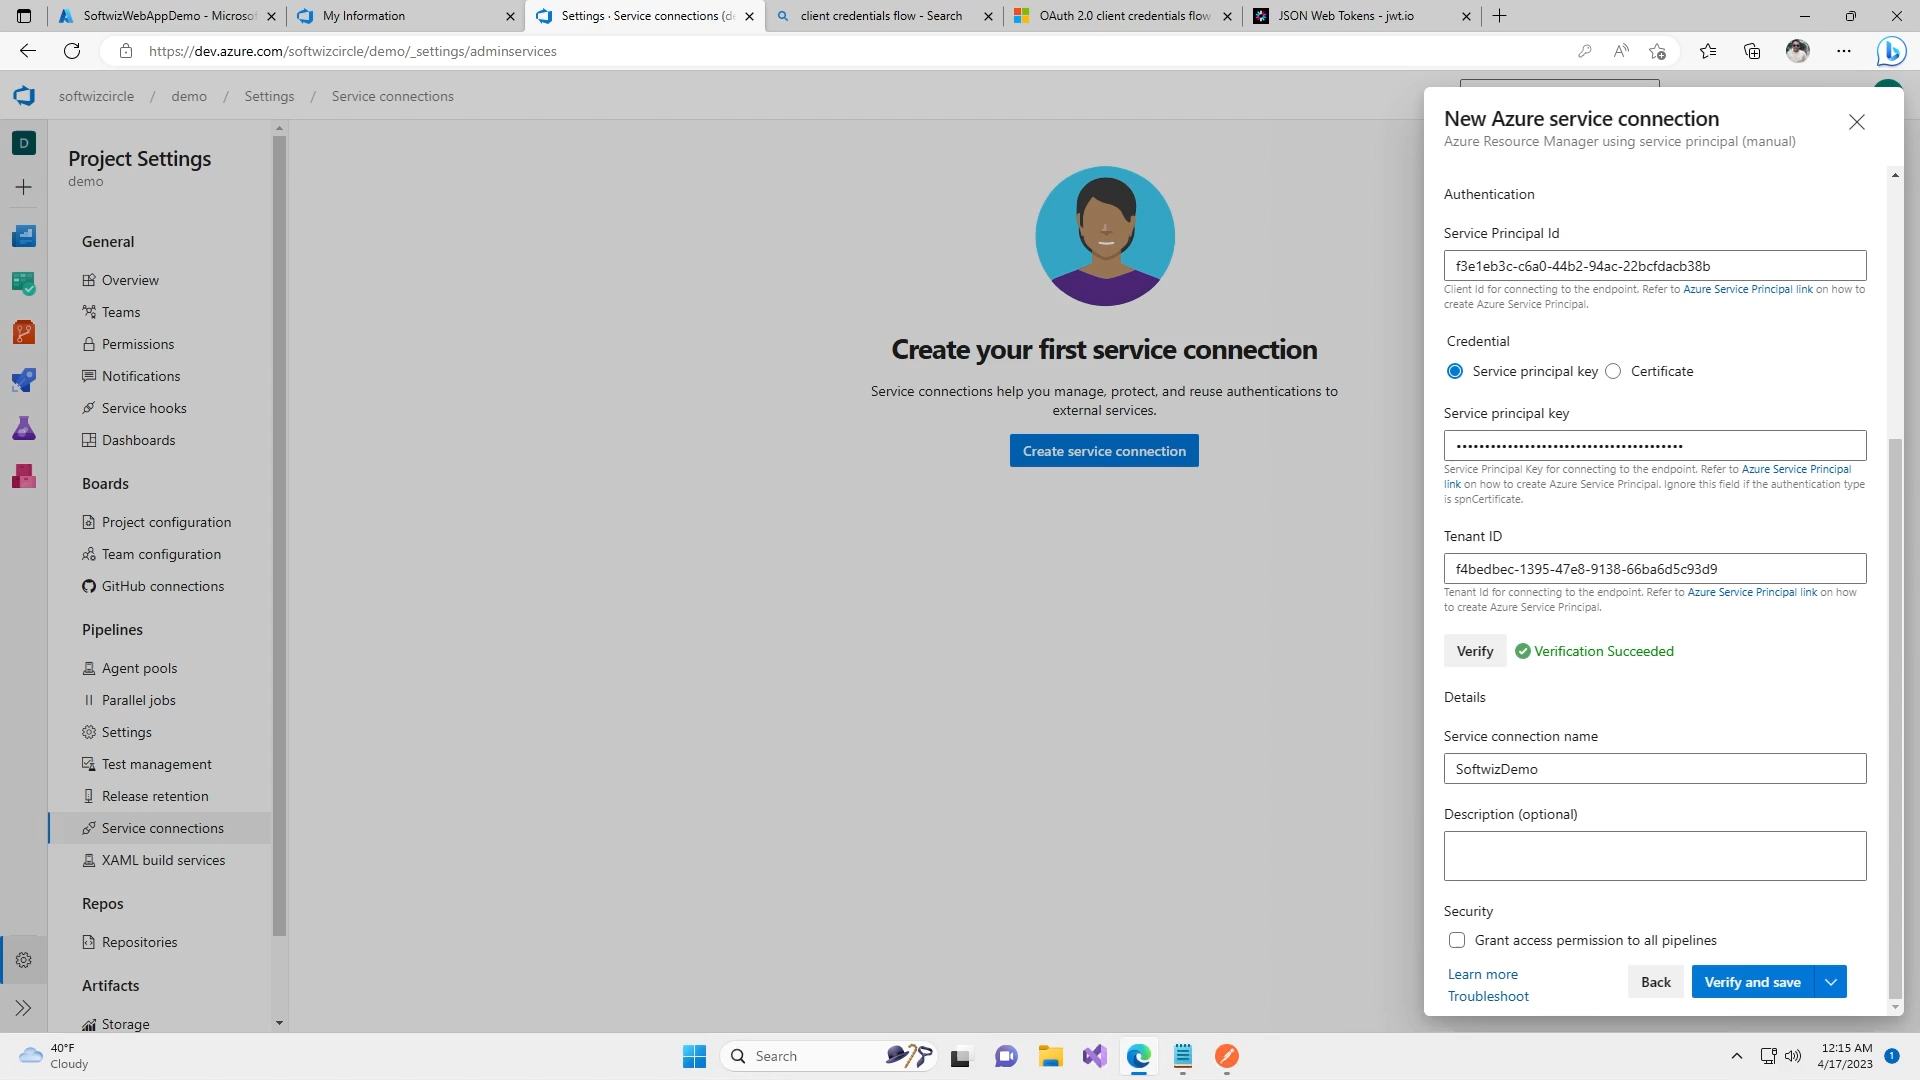 SoftwizWebAppDemo - Microsof
My Information
Settings · Service connections (de
client credentials flow - Search
OAuth 2.0 client credentials flow
JSON Web Tokens - jwt.io
https://dev.azure.com/softwizcircle/demo/_settings/adminservices
softwizcircle / demo / Settings / Service connections
D
Project Settings
demo
General
Overview
Teams
Permissions
Notifications
Service hooks
Dashboards
Boards
Project configuration
Team configuration
GitHub connections
Pipelines
Agent pools
Parallel jobs
Settings
Test management
Release retention
Service connections
XAML build services
Repos
Repositories
Artifacts
Storage
Create your first service connection
Service connections help you manage, protect, and reuse authentications to
external services.
Create service connection
New Azure service connection
Azure Resource Manager using service principal (manual)
Authentication
Service Principal Id
f3e1eb3c-c6a0-44b2-94ac-22bcfdacb38b
Client Id for connecting to the endpoint. Refer to Azure Service Principal link on how to
create Azure Service Principal.
Credential
Service principal key
Certificate
Service principal key
••••••••••••••••••••••••••••••••••••••••
Service Principal Key for connecting to the endpoint. Refer to Azure Service Principal
link on how to create Azure Service Principal. Ignore this field if the authentication type
is spnCertificate.
Tenant ID
f4bedbec-1395-47e8-9138-66ba6d5c93d9
Tenant Id for connecting to the endpoint. Refer to Azure Service Principal link on how
to create Azure Service Principal.
Verify
Verification Succeeded
Details
Service connection name
SoftwizDemo
Description (optional)
Security
Grant access permission to all pipelines
Learn more
Troubleshoot
Back
Verify and save
40°F
Cloudy
Search
12:15 AM
4/17/2023
1